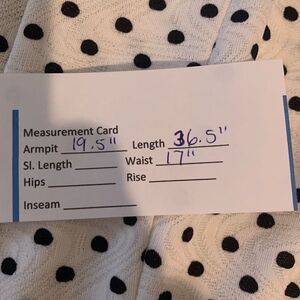 Measurement Card
Armpit 19.5" Length 36.5"
Sl. Length Waist 17"
Hips Rise
Inseam